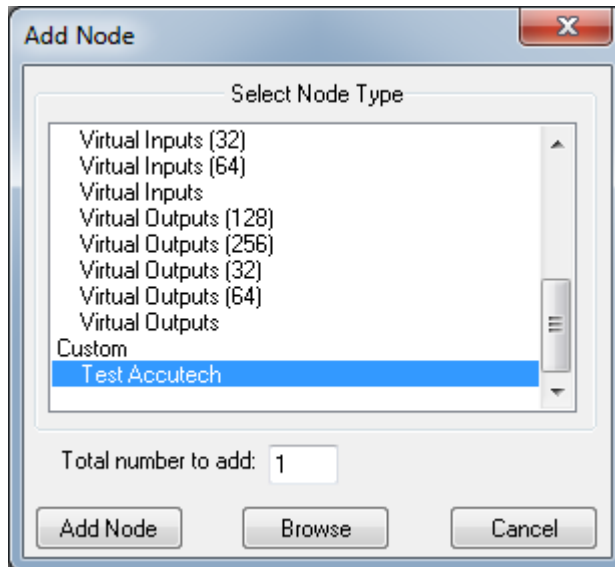 Add Node
Select Node Type
Virtual Inputs (32)
Virtual Inputs (64)
Virtual Inputs
Virtual Outputs (128)
Virtual Outputs (256)
Virtual Outputs (32)
Virtual Outputs (64)
Virtual Outputs
Custom
Test Accutech
Total number to add: 1
Add Node Browse Cancel